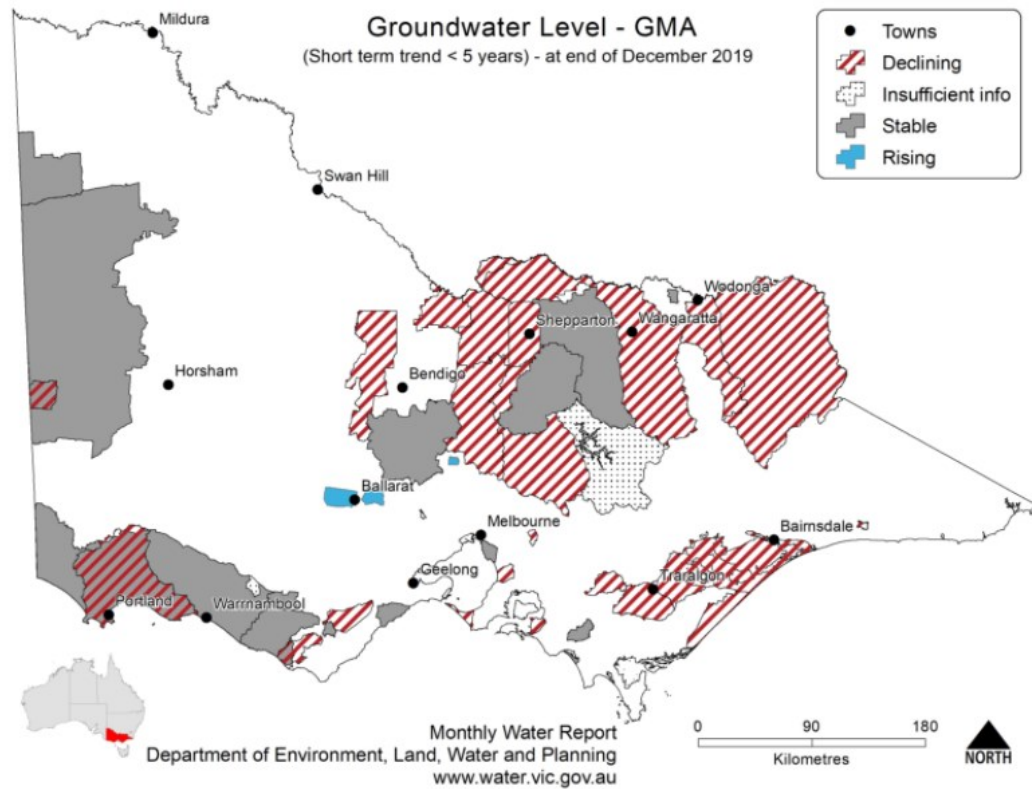 Groundwater Level - GMA
(Short term trend < 5 years) - at end of December 2019
Towns
Declining
Insufficient info
Stable
Rising
Mildura
Swan Hill
Wodonga
Shepparton
Wangaratta
Horsham
Bendigo
Ballarat
Melbourne
Bairnsdale
Geelong
Traralgon
Portland
Warrnambool
Monthly Water Report
Department of Environment, Land, Water and Planning
www.water.vic.gov.au
0 90 180
Kilometres
NORTH